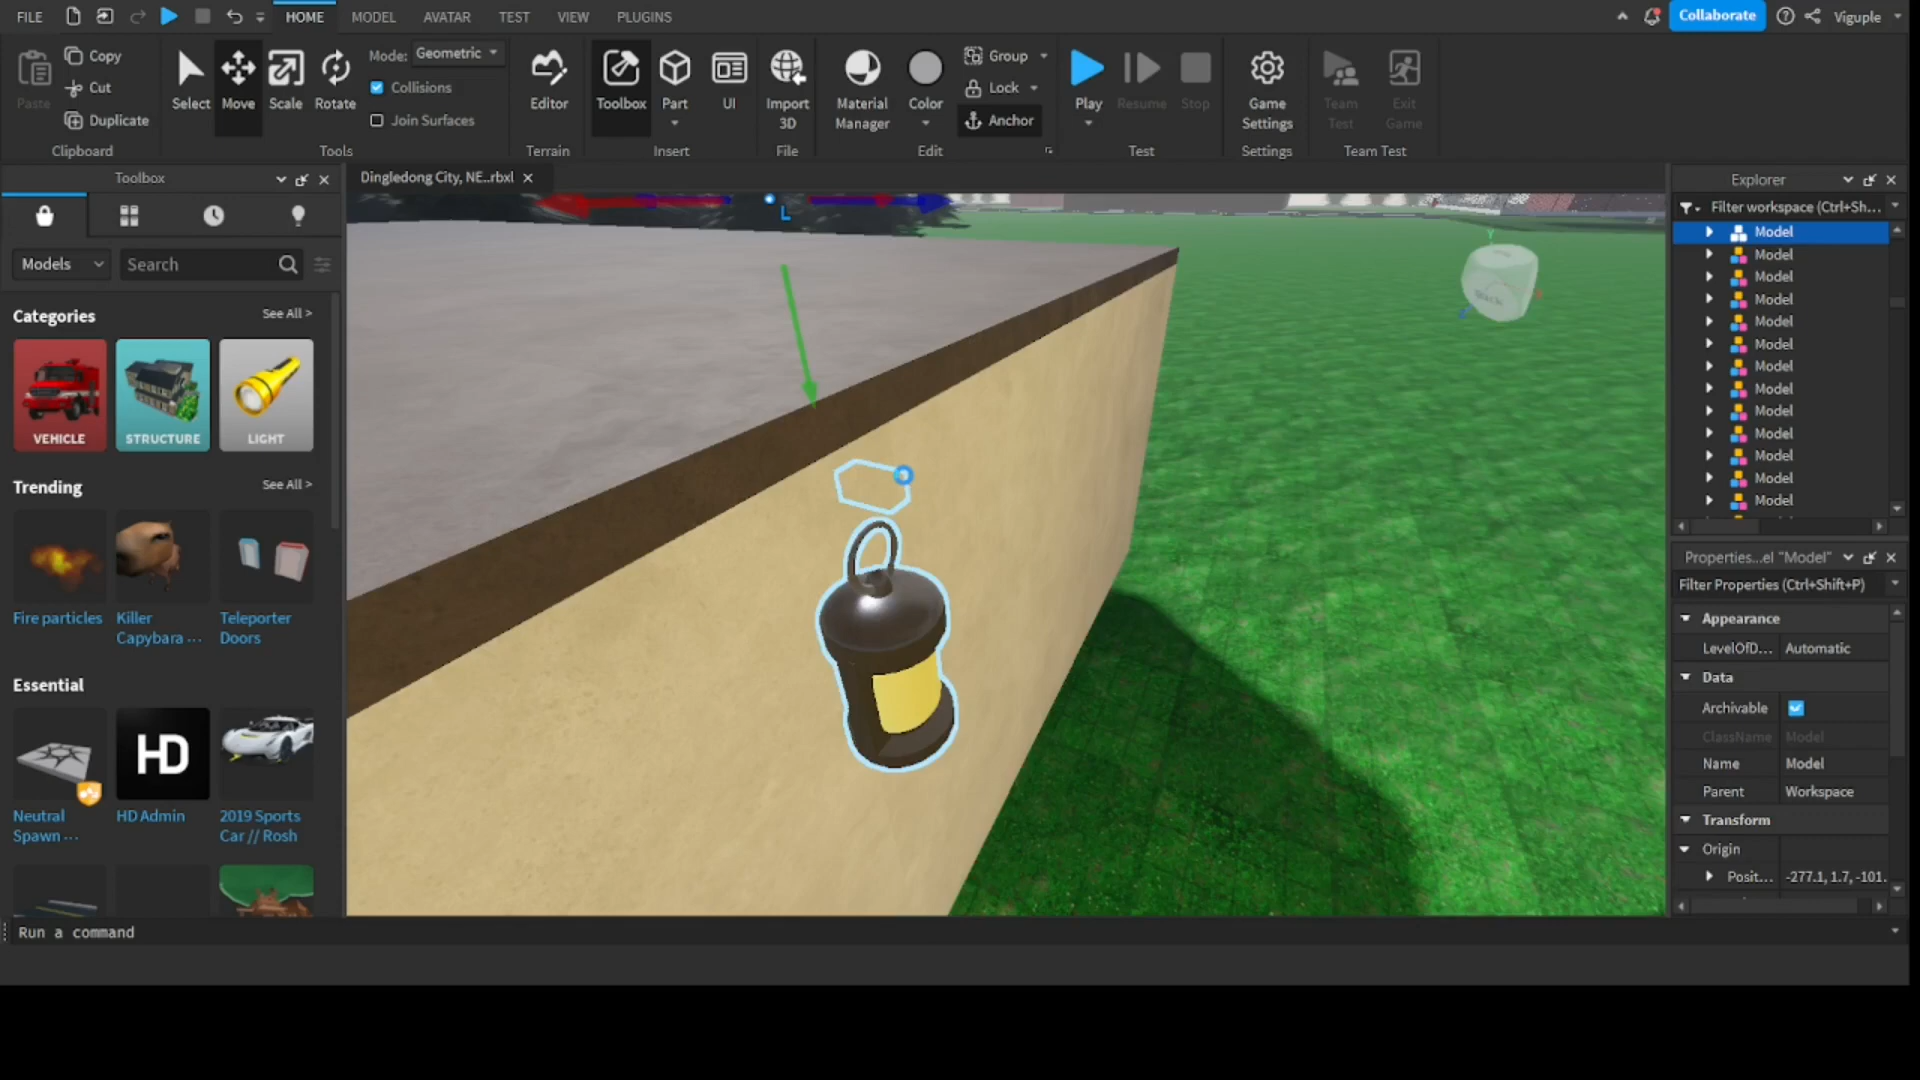 FILE HOME MODEL AVATAR TEST VIEW PLUGINS Collaborate Viguple
Paste Copy Cut Duplicate Clipboard
Select Move Scale Rotate Mode: Geometric Collisions Join Surfaces Tools
Editor Terrain
Toolbox Part UI Insert
Import 3D File
Material Manager Color Group Lock Anchor Edit
Play Resume Stop Test
Game Settings Settings
Team Test Exit Game Team Test
Toolbox
Dingledong City, NE...rbxl
Explorer
Models Search
Filter workspace (Ctrl+Sh...
Model
Model
Model
Model
Model
Model
Model
Model
Model
Model
Model
Model
Model
Categories See All >
VEHICLE STRUCTURE LIGHT
Trending See All >
Fire particles
Killer Capybara ...
Teleporter Doors
Essential
HD
Neutral Spawn ...
HD Admin
2019 Sports Car // Rosh
L
Y
Back
Properties...el "Model"
Filter Properties (Ctrl+Shift+P)
Appearance
LevelOfD... Automatic
Data
Archivable
ClassName Model
Name Model
Parent Workspace
Transform
Origin
Posit... -277.1, 1.7, -101.
Run a command